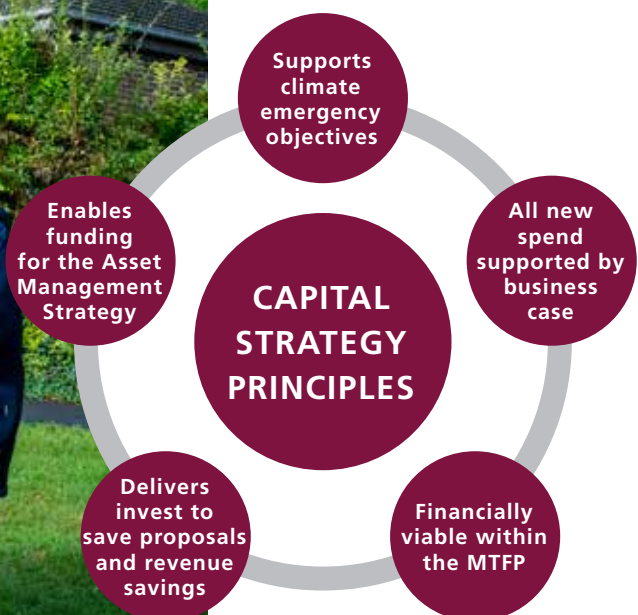 Supports
climate
emergency
objectives
All new
spend
supported by
business
case
Financially
viable within
the MTFP
Delivers
invest to
save proposals
and revenue
savings
Enables
funding
for the Asset
Management
Strategy
CAPITAL
STRATEGY
PRINCIPLES